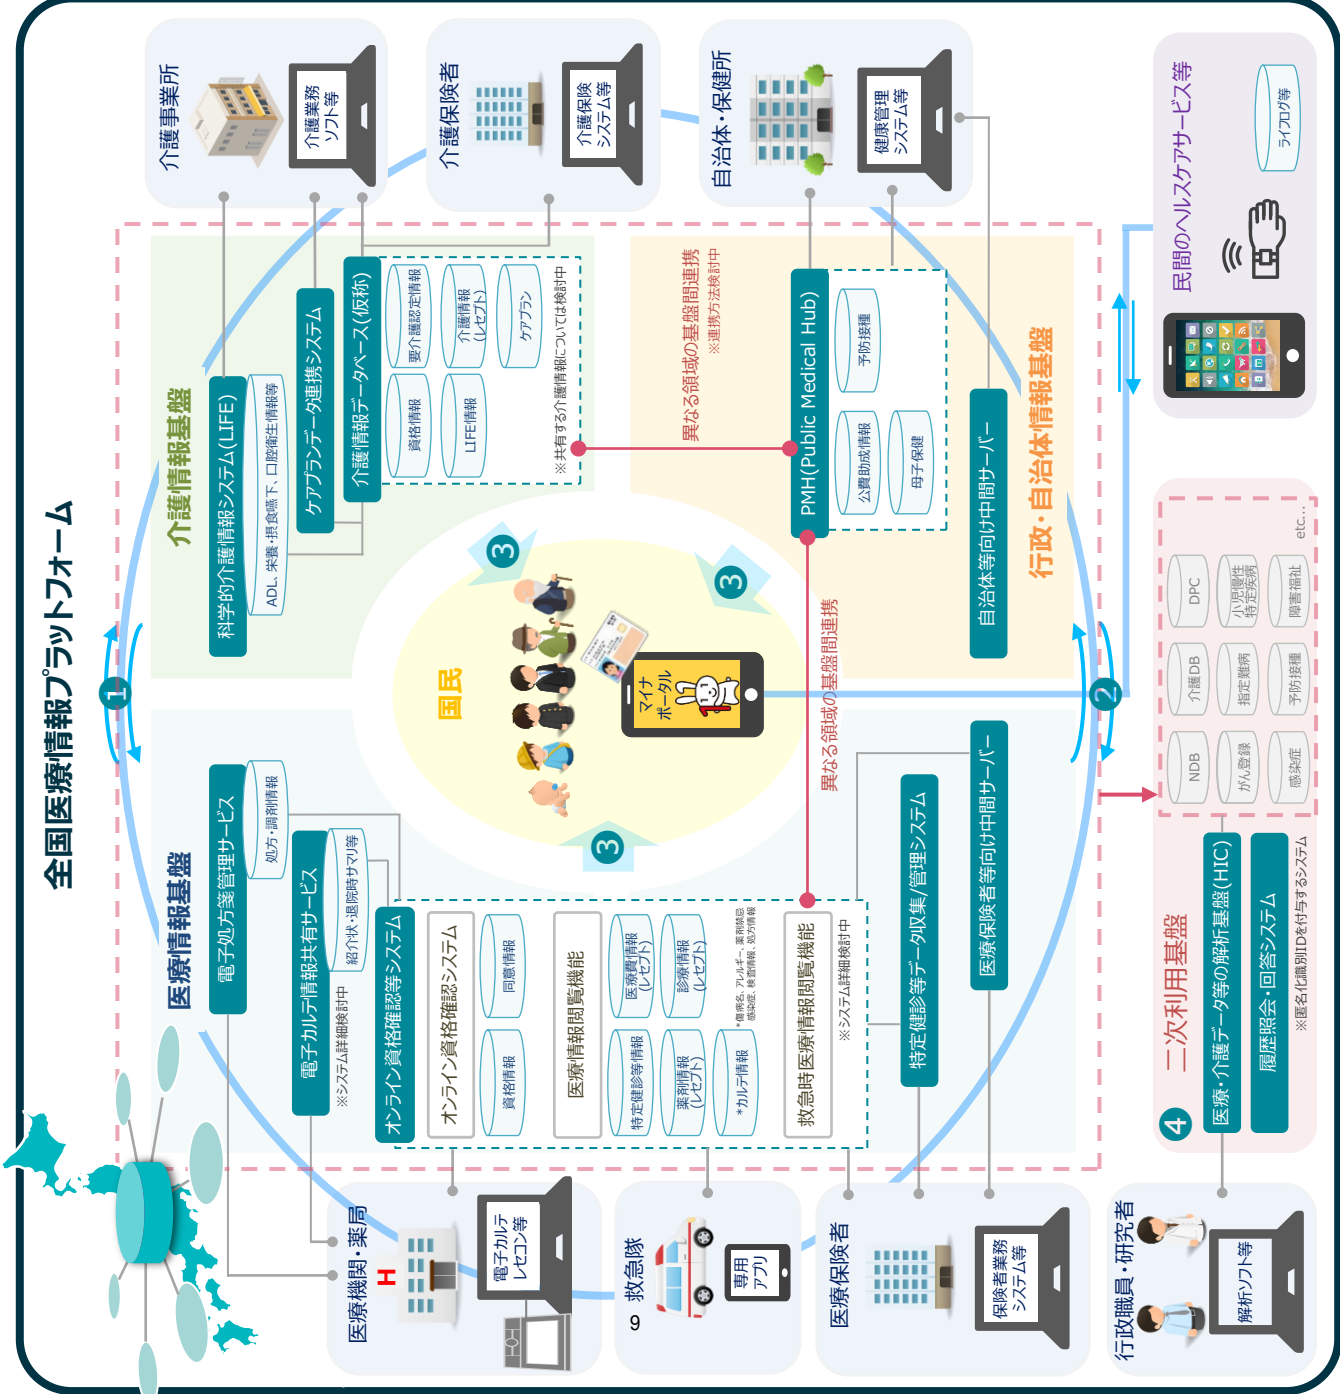 全国医療情報プラットフォーム
医療機関・薬局
H
電子カルテ
レセコン等
救急隊
専用
アプリ
医療保険者
保険者業務
システム等
行政職員・研究者
解析ソフト等
医療情報基盤
電子処方箋管理サービス
処方・調剤情報
電子カルテ情報共有サービス
紹介状・退院時サマリ等
※システム詳細検討中
オンライン資格確認等システム
オンライン資格確認システム
資格情報
同意情報
医療情報閲覧機能
特定健診等情報
医療費情報
(レセプト)
薬剤情報
(レセプト)
診療情報
(レセプト)
*カルテ情報
*傷病名、アレルギー、薬剤禁忌
感染症、検査情報、処方情報
救急時医療情報閲覧機能
※システム詳細検討中
特定健診等データ収集/管理システム
医療保険者等向け中間サーバー
1
国民
マイナ
ポータル
3
3
3
異なる領域の基盤間連携
2
介護情報基盤
科学的介護情報システム(LIFE)
ADL、栄養・摂食嚥下、口腔衛生情報等
ケアプランデータ連携システム
介護情報データベース(仮称)
資格情報
要介護認定情報
LIFE情報
介護情報
(レセプト)
ケアプラン
※共有する介護情報については検討中
異なる領域の基盤間連携
※連携方法検討中
PMH(Public Medical Hub)
公費助成情報
予防接種
母子保健
自治体等向け中間サーバー
行政・自治体情報基盤
介護事業所
介護業務
ソフト等
介護保険者
介護保険
システム等
自治体・保健所
健康管理
システム等
民間のヘルスケアサービス等
ライフログ等
4
二次利用基盤
医療・介護データ等の解析基盤(HIC)
履歴照会・回答システム
※匿名化識別IDを付与するシステム
NDB
介護DB
DPC
がん登録
指定難病
小児慢性
特定疾病
感染症
予防接種
障害福祉
etc…
9